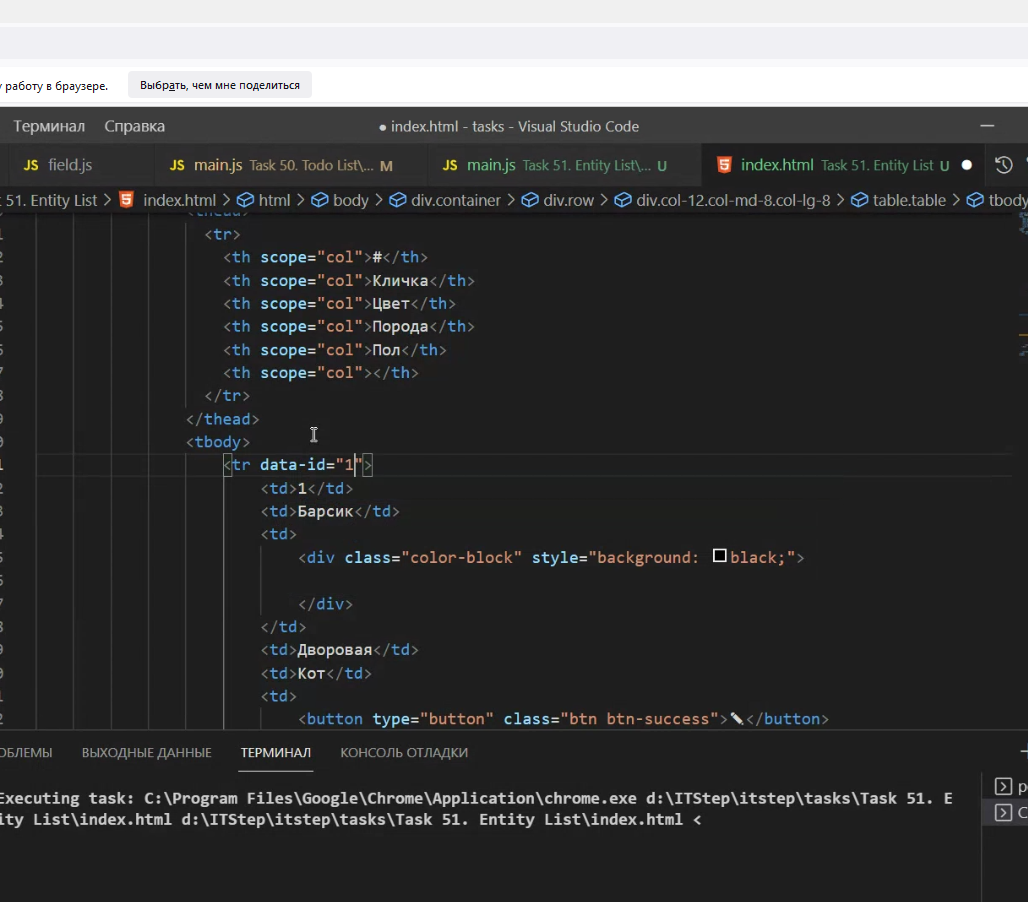 работу в браузере. Выбрать, чем мне поделиться
Терминал Справка ● index.html - tasks - Visual Studio Code
JS field.js JS main.js Task 50. Todo List\... M JS main.js Task 51. Entity List\... U index.html Task 51. Entity List U ●
51. Entity List > index.html > html > body > div.container > div.row > div.col-12.col-md-8.col-lg-8 > table.table > tbody
<thead>
<tr>
<th scope="col">#</th>
<th scope="col">Кличка</th>
<th scope="col">Цвет</th>
<th scope="col">Порода</th>
<th scope="col">Пол</th>
<th scope="col"></th>
</tr>
</thead>
<tbody>
<tr data-id="1">
<td>1</td>
<td>Барсик</td>
<td>
<div class="color-block" style="background: black;">
</div>
</td>
<td>Дворовая</td>
<td>Кот</td>
<td>
<button type="button" class="btn btn-success">✎</button>
ОБЛЕМЫ ВЫХОДНЫЕ ДАННЫЕ ТЕРМИНАЛ КОНСОЛЬ ОТЛАДКИ
Executing task: C:\Program Files\Google\Chrome\Application\chrome.exe d:\ITStep\itstep\tasks\Task 51. E
ity List\index.html d:\ITStep\itstep\tasks\Task 51. Entity List\index.html <